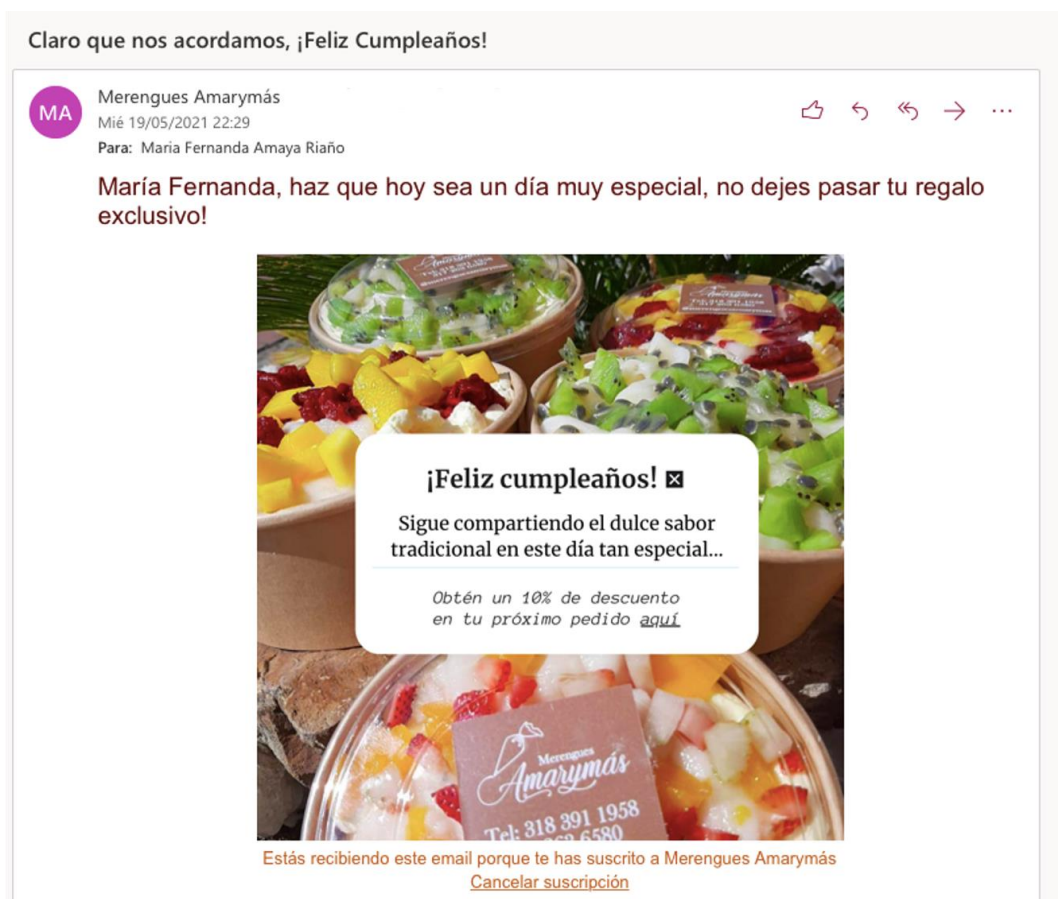 Claro que nos acordamos, ¡Feliz Cumpleaños!
MA
Merengues Amarymás
Mié 19/05/2021 22:29
Para: Maria Fernanda Amaya Riaño
María Fernanda, haz que hoy sea un día muy especial, no dejes pasar tu regalo
exclusivo!
Amarymás
Amarymás
¡Feliz cumpleaños!
Sigue compartiendo el dulce sabor
tradicional en este día tan especial...
Obtén un 10% de descuento
en tu próximo pedido aquí
Merengues
Amarymás
Tel: 318 391 1958
6580
Estás recibiendo este email porque te has suscrito a Merengues Amarymás
Cancelar suscripción